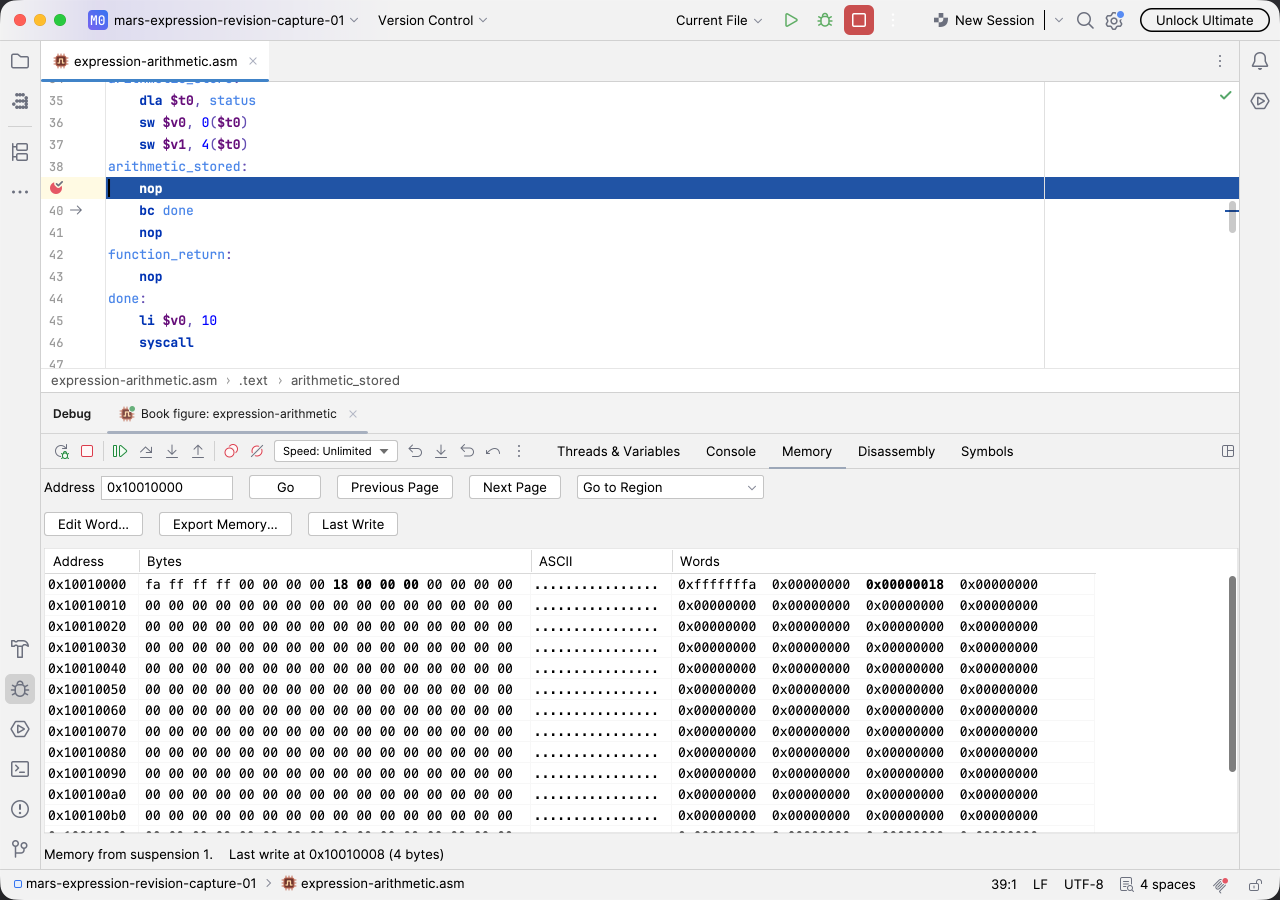 M0 mars-expression-revision-capture-01 Version Control Current File New Session Unlock Ultimate
expression-arithmetic.asm
35 dla $t0, status
36 sw $v0, 0($t0)
37 sw $v1, 4($t0)
38 arithmetic_stored:
nop
40 bc done
41 nop
42 function_return:
43 nop
44 done:
45 li $v0, 10
46 syscall
47
expression-arithmetic.asm › .text › arithmetic_stored
Debug Book figure: expression-arithmetic
Speed: Unlimited Threads & Variables Console Memory Disassembly Symbols
Address 0x10010000 Go Previous Page Next Page Go to Region
Edit Word... Export Memory... Last Write
Address Bytes ASCII Words
0x10010000 fa ff ff ff 00 00 00 00 18 00 00 00 00 00 00 00 ................ 0xfffffffa 0x00000000 0x00000018 0x00000000
0x10010010 00 00 00 00 00 00 00 00 00 00 00 00 00 00 00 00 ................ 0x00000000 0x00000000 0x00000000 0x00000000
0x10010020 00 00 00 00 00 00 00 00 00 00 00 00 00 00 00 00 ................ 0x00000000 0x00000000 0x00000000 0x00000000
0x10010030 00 00 00 00 00 00 00 00 00 00 00 00 00 00 00 00 ................ 0x00000000 0x00000000 0x00000000 0x00000000
0x10010040 00 00 00 00 00 00 00 00 00 00 00 00 00 00 00 00 ................ 0x00000000 0x00000000 0x00000000 0x00000000
0x10010050 00 00 00 00 00 00 00 00 00 00 00 00 00 00 00 00 ................ 0x00000000 0x00000000 0x00000000 0x00000000
0x10010060 00 00 00 00 00 00 00 00 00 00 00 00 00 00 00 00 ................ 0x00000000 0x00000000 0x00000000 0x00000000
0x10010070 00 00 00 00 00 00 00 00 00 00 00 00 00 00 00 00 ................ 0x00000000 0x00000000 0x00000000 0x00000000
0x10010080 00 00 00 00 00 00 00 00 00 00 00 00 00 00 00 00 ................ 0x00000000 0x00000000 0x00000000 0x00000000
0x10010090 00 00 00 00 00 00 00 00 00 00 00 00 00 00 00 00 ................ 0x00000000 0x00000000 0x00000000 0x00000000
0x100100a0 00 00 00 00 00 00 00 00 00 00 00 00 00 00 00 00 ................ 0x00000000 0x00000000 0x00000000 0x00000000
0x100100b0 00 00 00 00 00 00 00 00 00 00 00 00 00 00 00 00 ................ 0x00000000 0x00000000 0x00000000 0x00000000
Memory from suspension 1. Last write at 0x10010008 (4 bytes)
mars-expression-revision-capture-01 › expression-arithmetic.asm 39:1 LF UTF-8 4 spaces